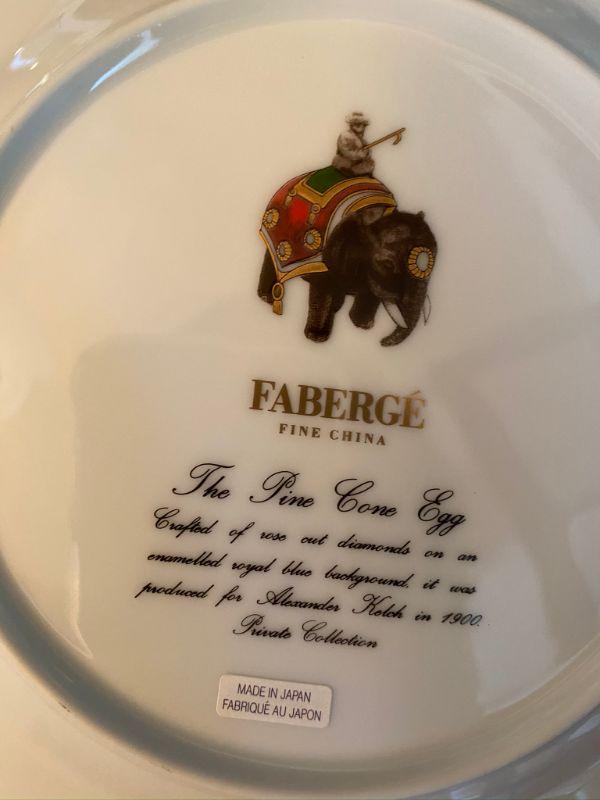 FABERGÉ
FINE CHINA
The Pine Cone Egg
Crafted of rose cut diamonds on an
enamelled royal blue background, it was
produced for Alexander Kelch in 1900.
Private Collection
MADE IN JAPAN
FABRIQUÉ AU JAPON